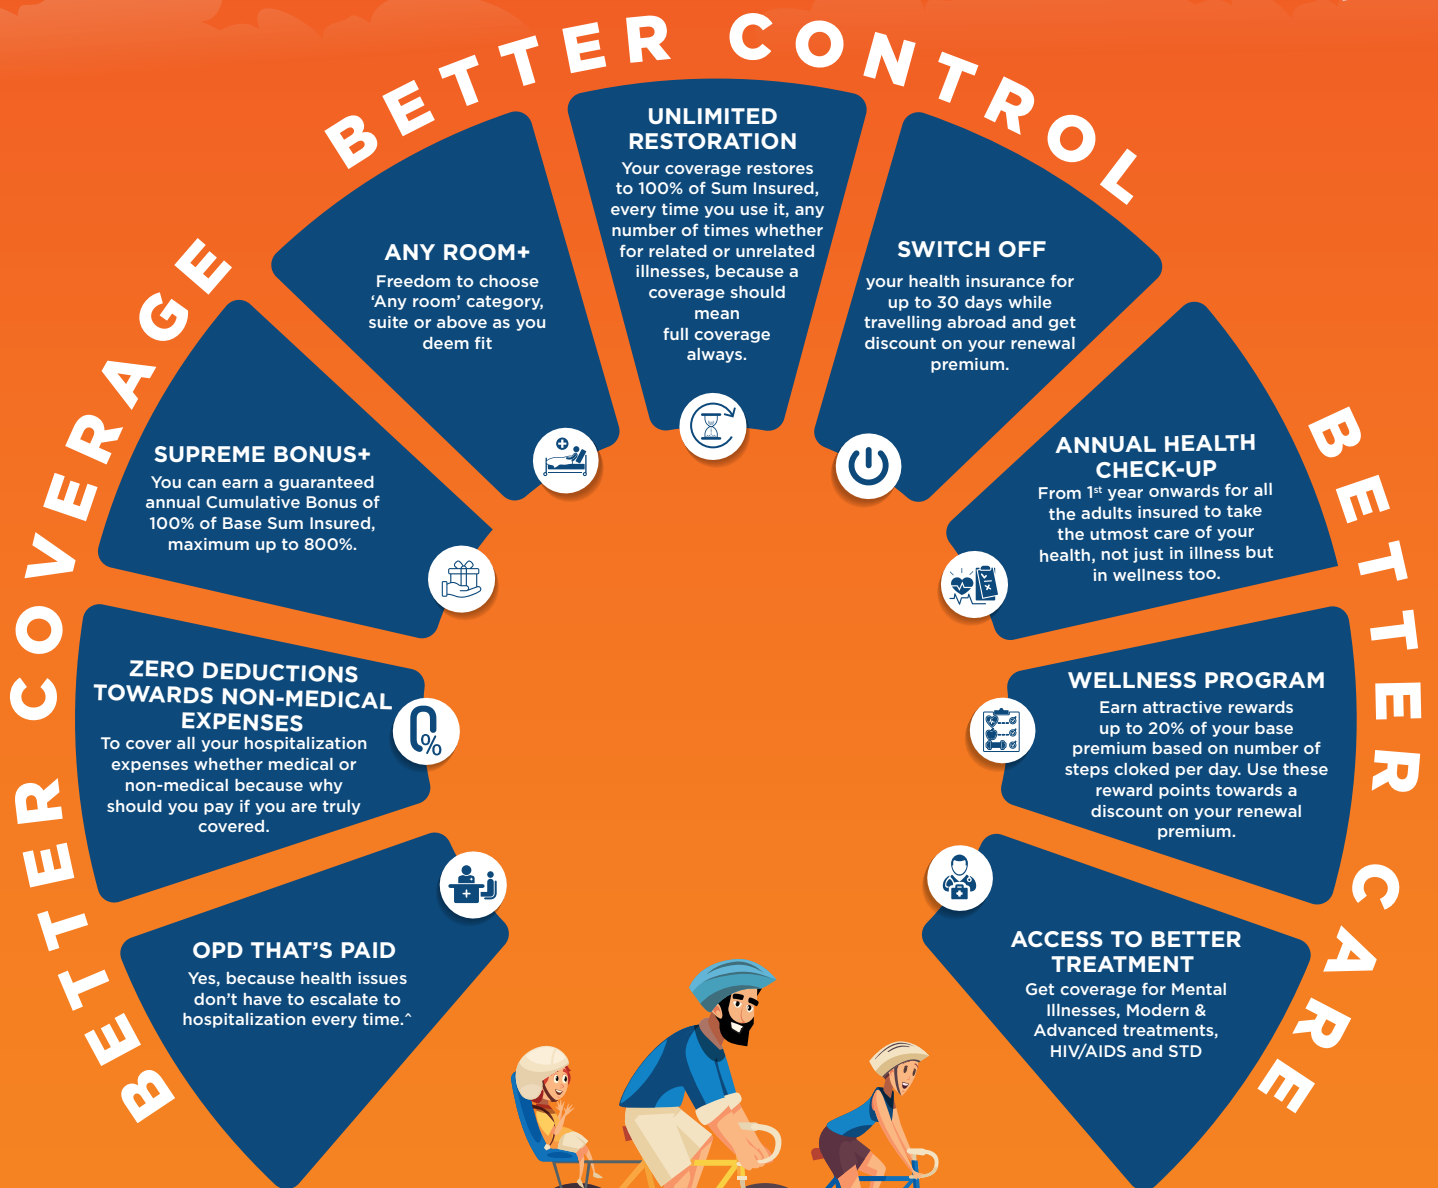 BETTER COVERAGE
OPD THAT'S PAID
Yes, because health issues
don't have to escalate to
hospitalization every time.^
ZERO DEDUCTIONS
TOWARDS NON-MEDICAL
EXPENSES
To cover all your hospitalization
expenses whether medical or
non-medical because why
should you pay if you are truly
covered.
SUPREME BONUS+
You can earn a guaranteed
annual Cumulative Bonus of
100% of Base Sum Insured,
maximum up to 800%.
BETTER CONTROL
ANY ROOM+
Freedom to choose
‘Any room’ category,
suite or above as you
deem fit
UNLIMITED
RESTORATION
Your coverage restores
to 100% of Sum Insured,
every time you use it, any
number of times whether
for related or unrelated
illnesses, because a
coverage should
mean
full coverage
always.
SWITCH OFF
your health insurance for
up to 30 days while
travelling abroad and get
discount on your renewal
premium.
BETTER CARE
ANNUAL HEALTH
CHECK-UP
From 1st year onwards for all
the adults insured to take
the utmost care of your
health, not just in illness but
in wellness too.
WELLNESS PROGRAM
Earn attractive rewards
up to 20% of your base
premium based on number of
steps cloked per day. Use these
reward points towards a
discount on your renewal
premium.
ACCESS TO BETTER
TREATMENT
Get coverage for Mental
Illnesses, Modern &
Advanced treatments,
HIV/AIDS and STD
0%